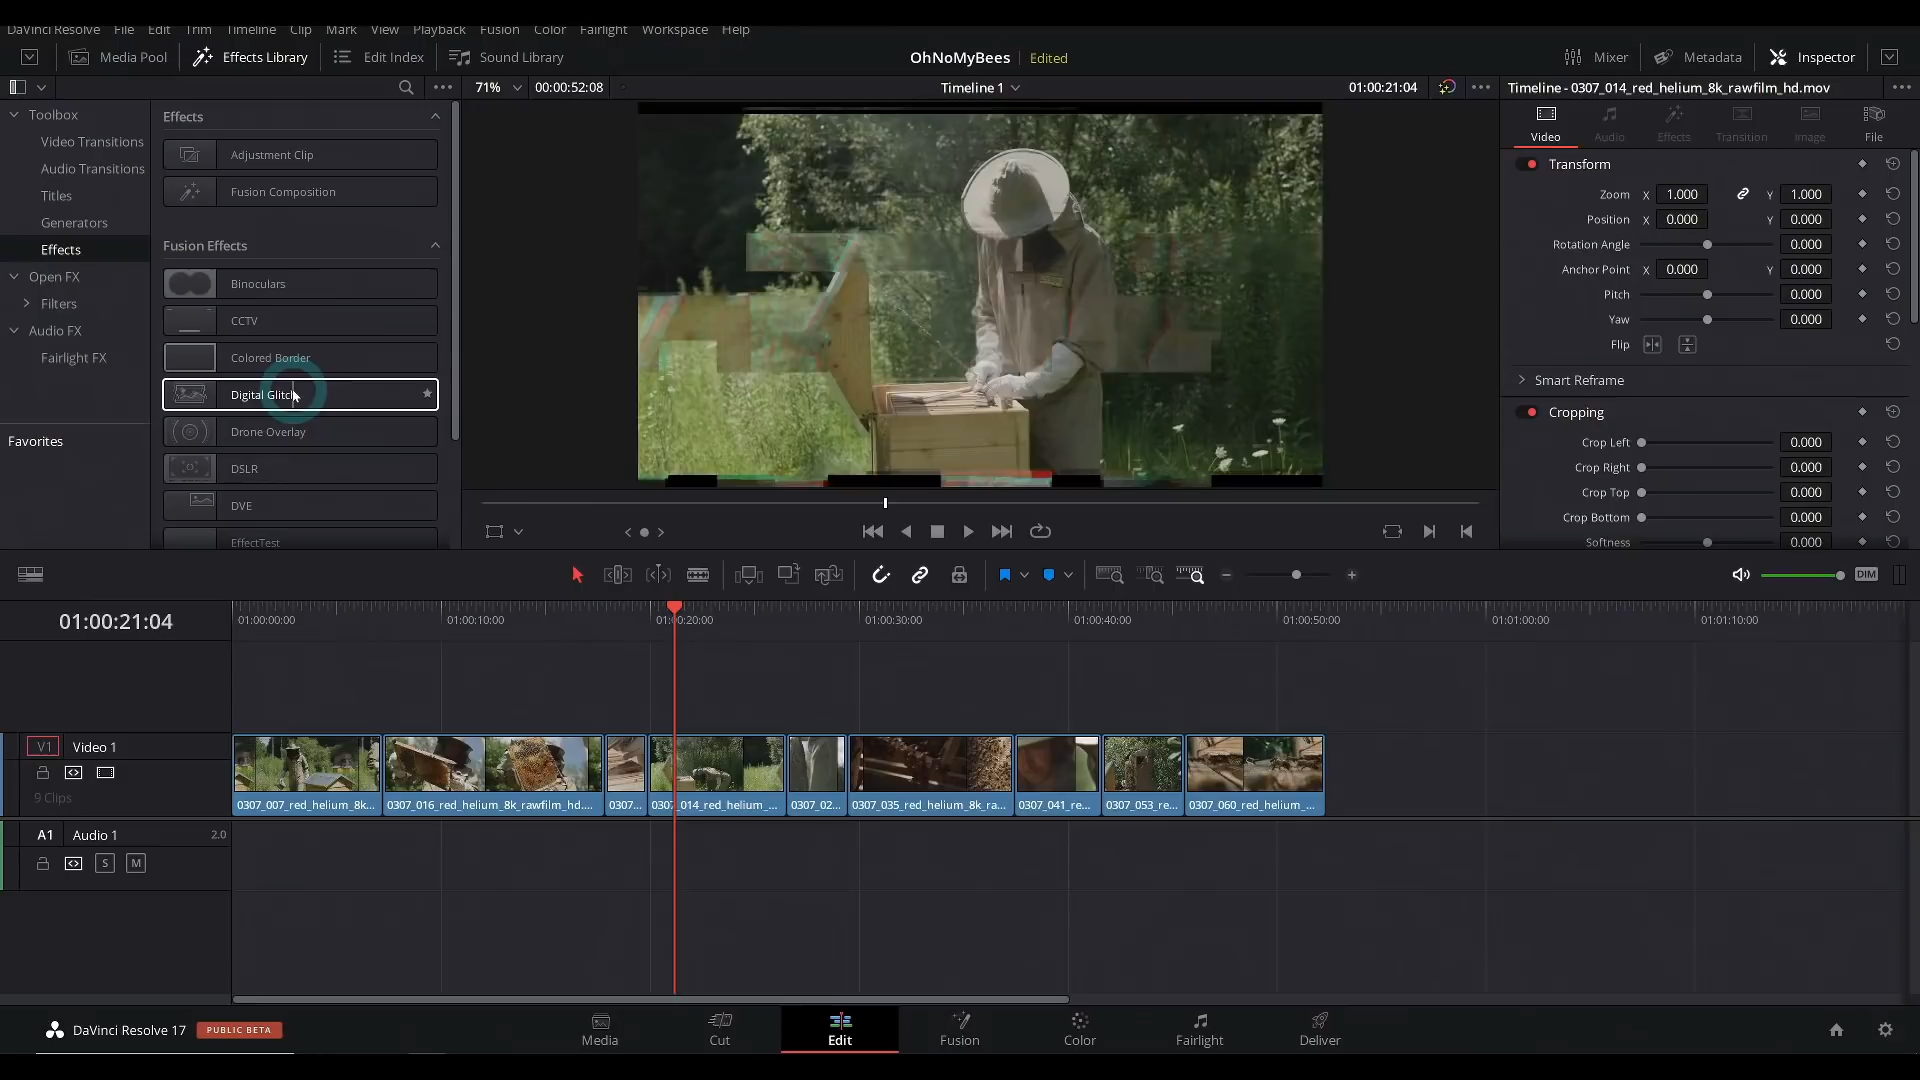 DaVinci Resolve File Edit Trim Timeline Clip Mark View Playback Fusion Color Fairlight Workspace Help
Media Pool Effects Library Edit Index Sound Library OhNoMyBees Edited Mixer Metadata Inspector
71% 00:00:52:08 Timeline 1 01:00:21:04 Timeline - 0307_014_red_helium_8k_rawfilm_hd.mov
Toolbox
Video Transitions
Audio Transitions
Titles
Generators
Effects
Open FX
Filters
Audio FX
Fairlight FX
Favorites
Effects
Adjustment Clip
Fusion Composition
Fusion Effects
Binoculars
CCTV
Colored Border
Digital Glitch
Drone Overlay
DSLR
DVE
EffectTest
Video Audio Effects Transition Image File
Transform
Zoom X 1.000 Y 1.000
Position X 0.000 Y 0.000
Rotation Angle 0.000
Anchor Point X 0.000 Y 0.000
Pitch 0.000
Yaw 0.000
Flip
Smart Reframe
Cropping
Crop Left 0.000
Crop Right 0.000
Crop Top 0.000
Crop Bottom 0.000
Softness 0.000
DIM
01:00:21:04
01:00:00:00 01:00:10:00 01:00:20:00 01:00:30:00 01:00:40:00 01:00:50:00 01:01:00:00 01:01:10:00
V1 Video 1
9 Clips
0307_007_red_helium_8k... 0307_016_red_helium_8k_rawfilm_hd.... 0307... 0307_014_red_helium_... 0307_02... 0307_035_red_helium_8k_ra... 0307_041_re... 0307_053_re... 0307_060_red_helium_...
A1 Audio 1 2.0
S M
DaVinci Resolve 17 PUBLIC BETA
Media Cut Edit Fusion Color Fairlight Deliver